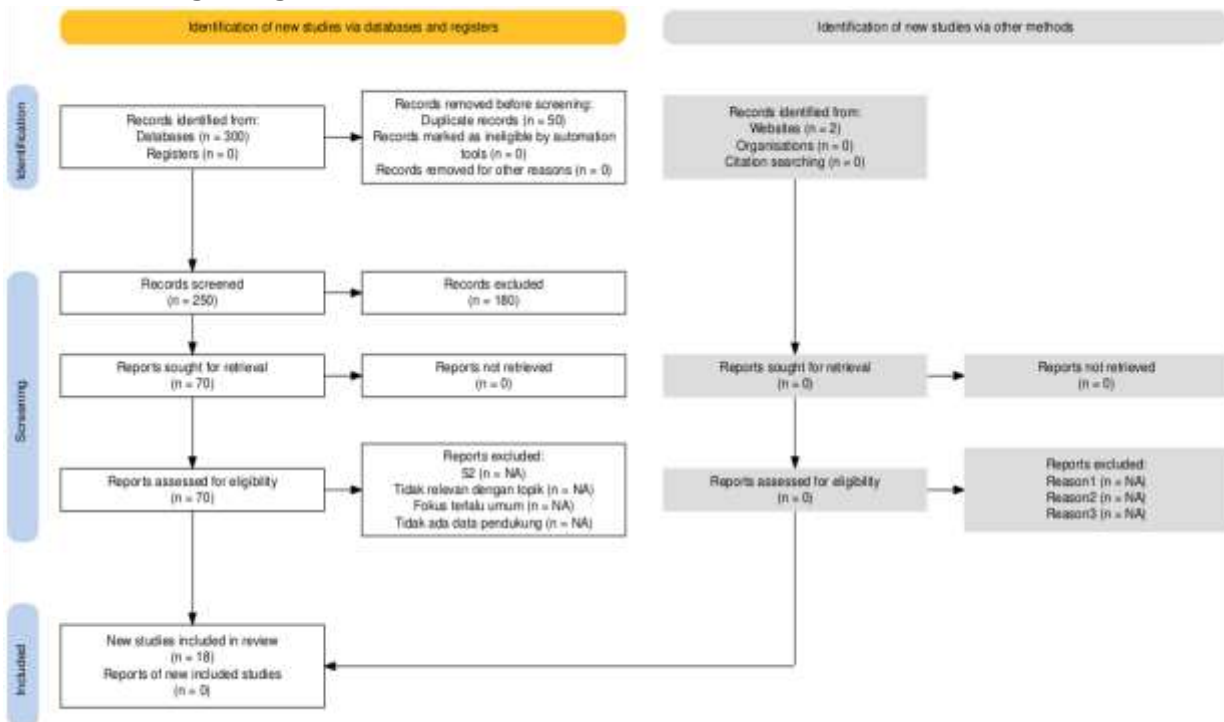 Identification of new studies via databases and registers
Identification of new studies via other methods
Identification
Records identified from:
Databases (n = 300)
Registers (n = 0)
Records removed before screening:
Duplicate records (n = 50)
Records marked as ineligible by automation
tools (n = 0)
Records removed for other reasons (n = 0)
Records identified from:
Websites (n = 2)
Organisations (n = 0)
Citation searching (n = 0)
Screening
Records screened
(n = 250)
Records excluded
(n = 180)
Reports sought for retrieval
(n = 70)
Reports not retrieved
(n = 0)
Reports sought for retrieval
(n = 0)
Reports not retrieved
(n = 0)
Reports assessed for eligibility
(n = 70)
Reports excluded:
52 (n = NA)
Tidak relevan dengan topik (n = NA)
Fokus terlalu umum (n = NA)
Tidak ada data pendukung (n = NA)
Reports assessed for eligibility
(n = 0)
Reports excluded:
Reason1 (n = NA)
Reason2 (n = NA)
Reason3 (n = NA)
Included
New studies included in review
(n = 18)
Reports of new included studies
(n = 0)